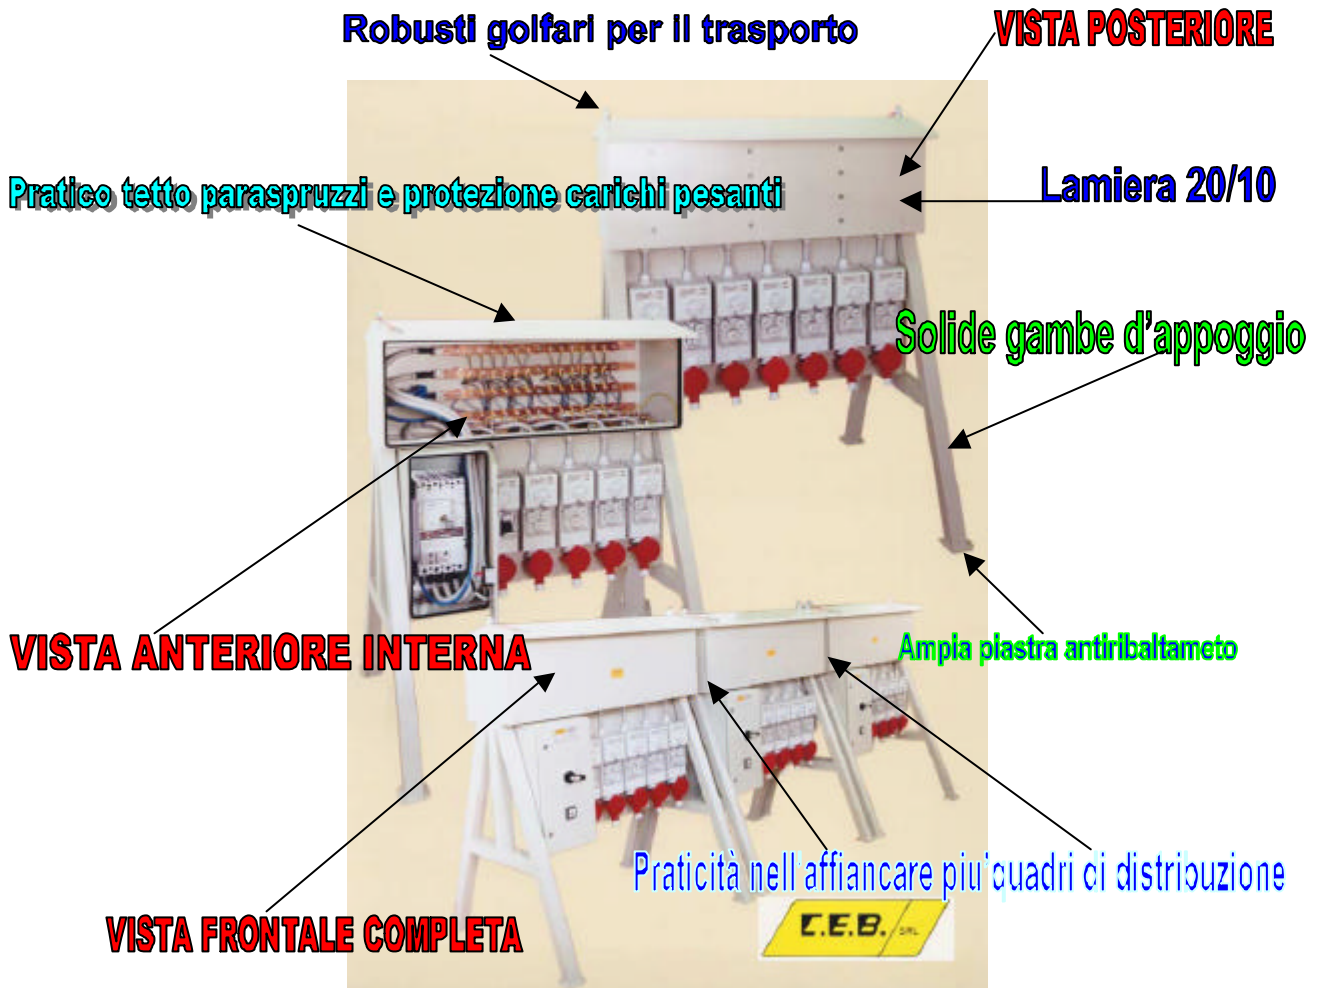 Robusti golfari per il trasporto
VISTA POSTERIORE
Pratico tetto paraspruzzi e protezione carichi pesanti
Lamiera 20/10
Solide gambe d'appoggio
VISTA ANTERIORE INTERNA
Ampia piastra antiribaltameto
Praticità nell'affiancare piu'quadri di distribuzione
VISTA FRONTALE COMPLETA
C.E.B. SRL